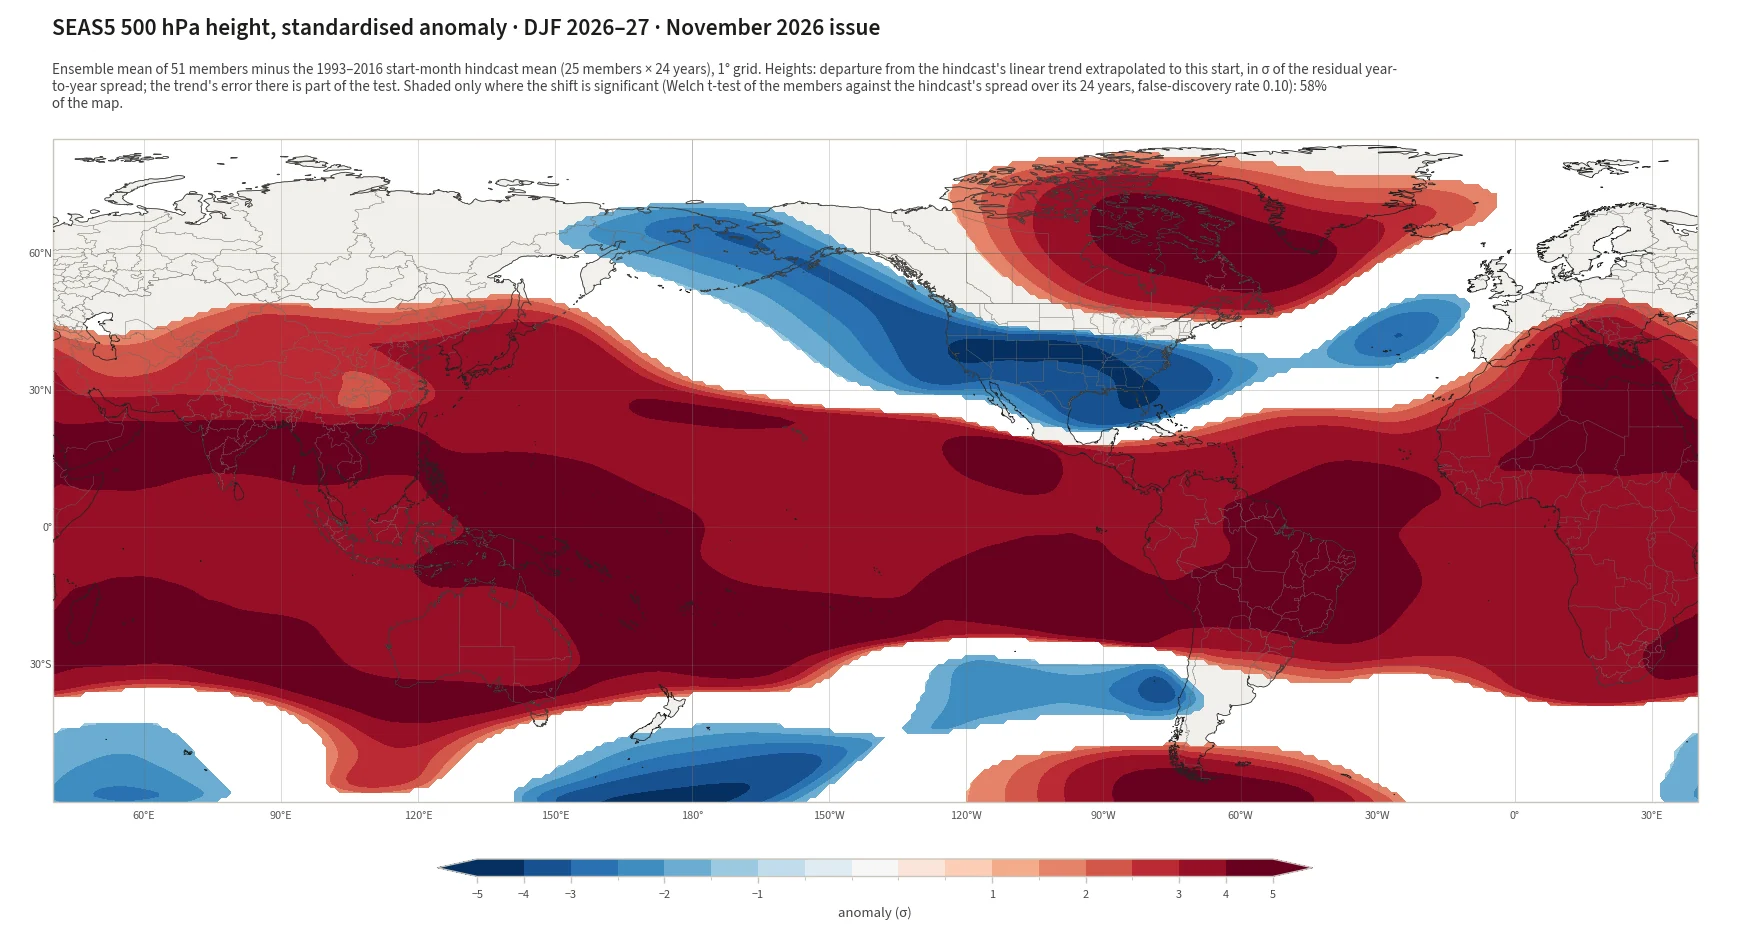 SEAS5 500 hPa height, standardised anomaly · DJF 2026–27 · November 2026 issue
Ensemble mean of 51 members minus the 1993–2016 start-month hindcast mean (25 members × 24 years), 1° grid. Heights: departure from the hindcast's linear trend extrapolated to this start, in σ of the residual year-
to-year spread; the trend's error there is part of the test. Shaded only where the shift is significant (Welch t-test of the members against the hindcast's spread over its 24 years, false-discovery rate 0.10): 58%
of the map.
60°N
30°N
0°
30°S
60°E 90°E 120°E 150°E 180° 150°W 120°W 90°W 60°W 30°W 0° 30°E
−5 −4 −3 −2 −1 1 2 3 4 5
anomaly (σ)